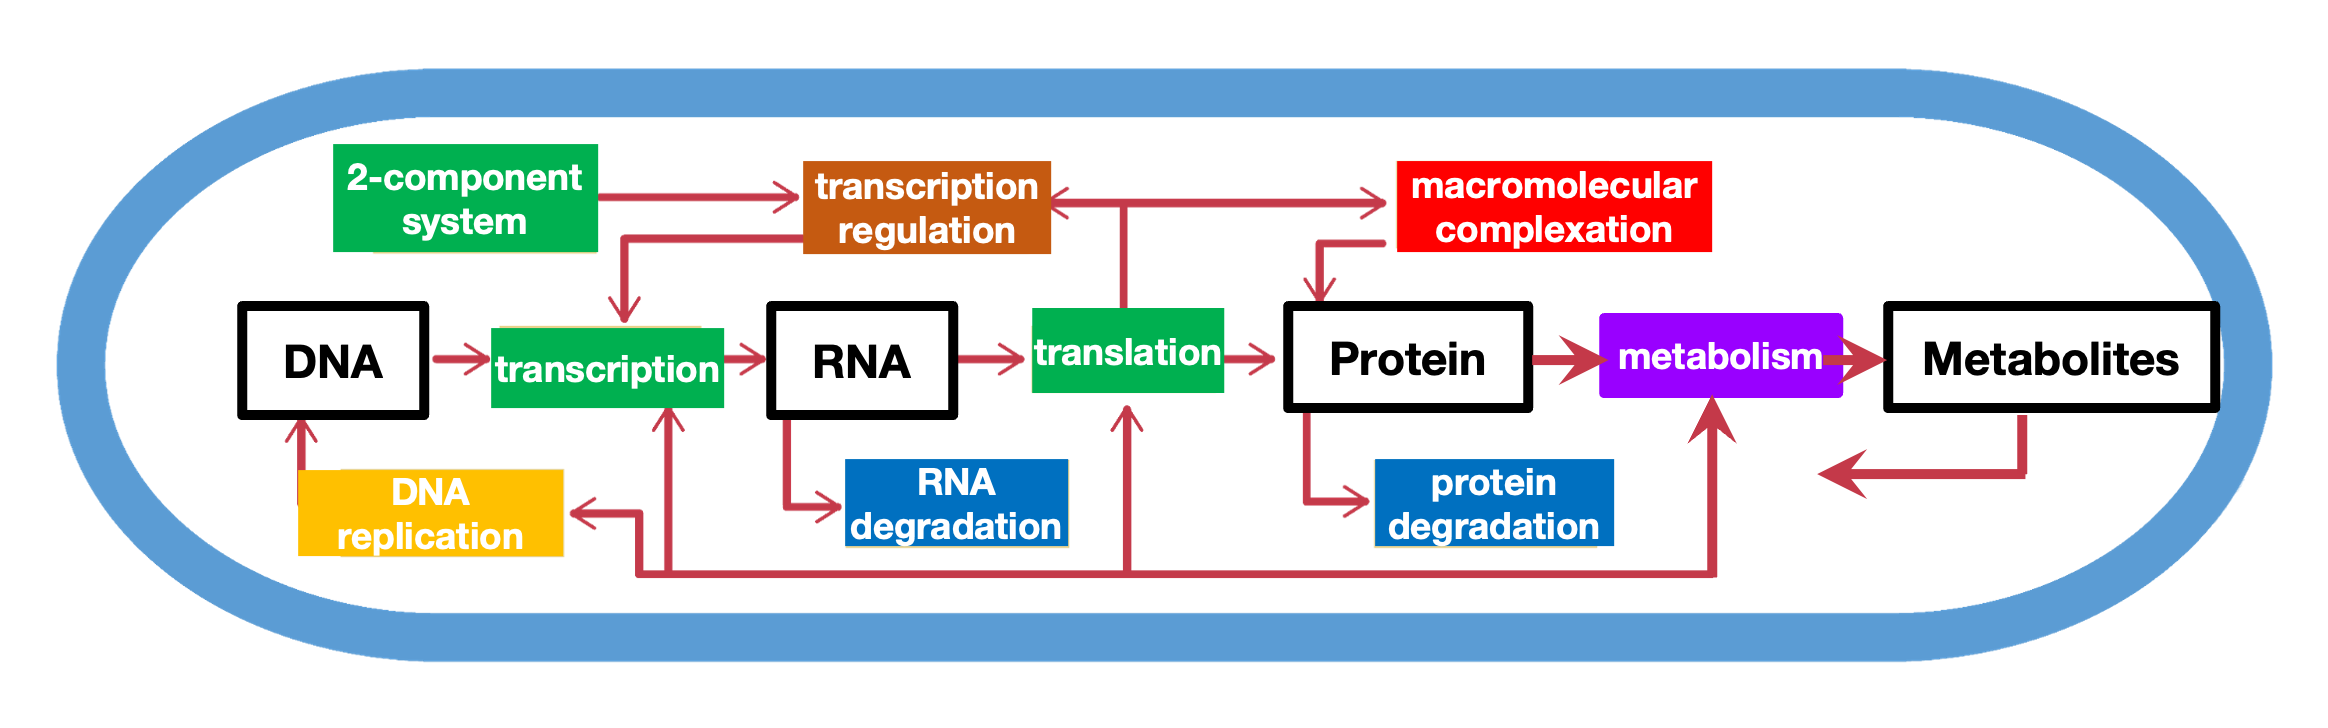 2-component
system
transcription
regulation
macromolecular
complexation
DNA
transcription
RNA
translation
Protein
metabolism
Metabolites
DNA
replication
RNA
degradation
protein
degradation